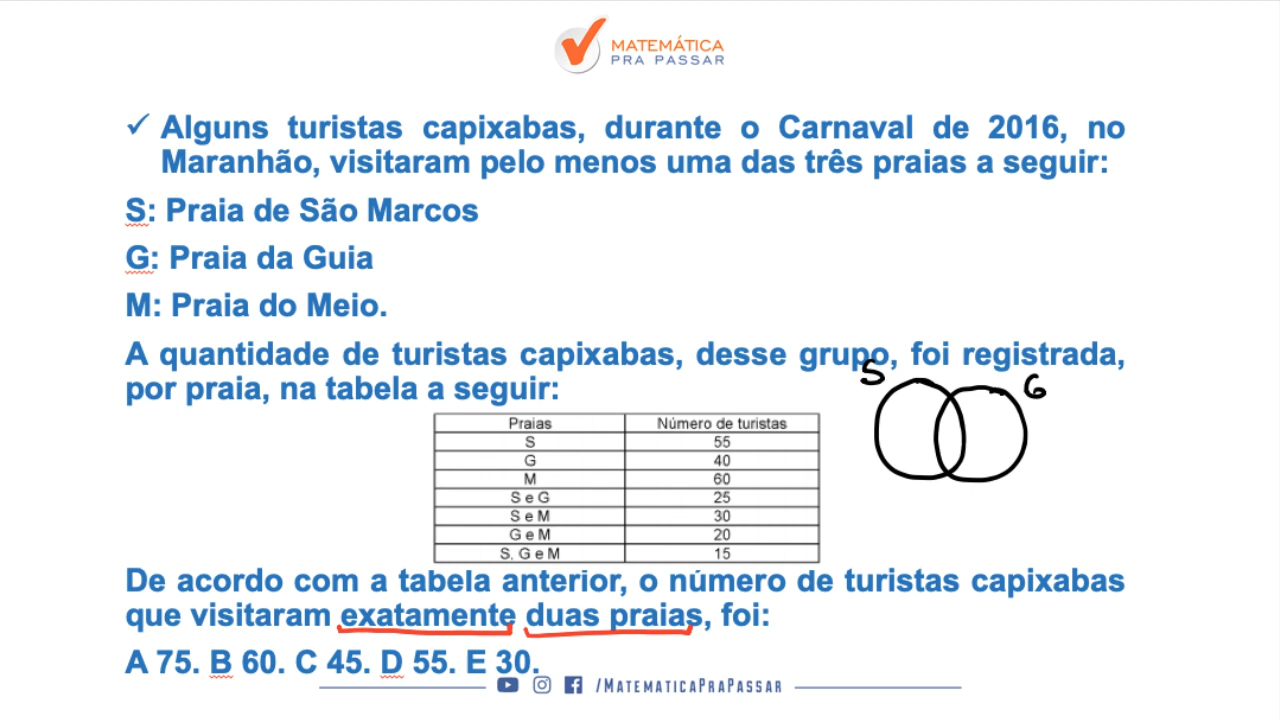 MATEMÁTICA
PRA PASSAR
✓ Alguns turistas capixabas, durante o Carnaval de 2016, no
Maranhão, visitaram pelo menos uma das três praias a seguir:
S: Praia de São Marcos
G: Praia da Guia
M: Praia do Meio.
A quantidade de turistas capixabas, desse grupo, foi registrada,
por praia, na tabela a seguir:
S G
Praias Número de turistas
S 55
G 40
M 60
S e G 25
S e M 30
G e M 20
S. G e M 15
De acordo com a tabela anterior, o número de turistas capixabas
que visitaram exatamente duas praias, foi:
A 75. B 60. C 45. D 55. E 30.
/MATEMATICAPRAPASSAR